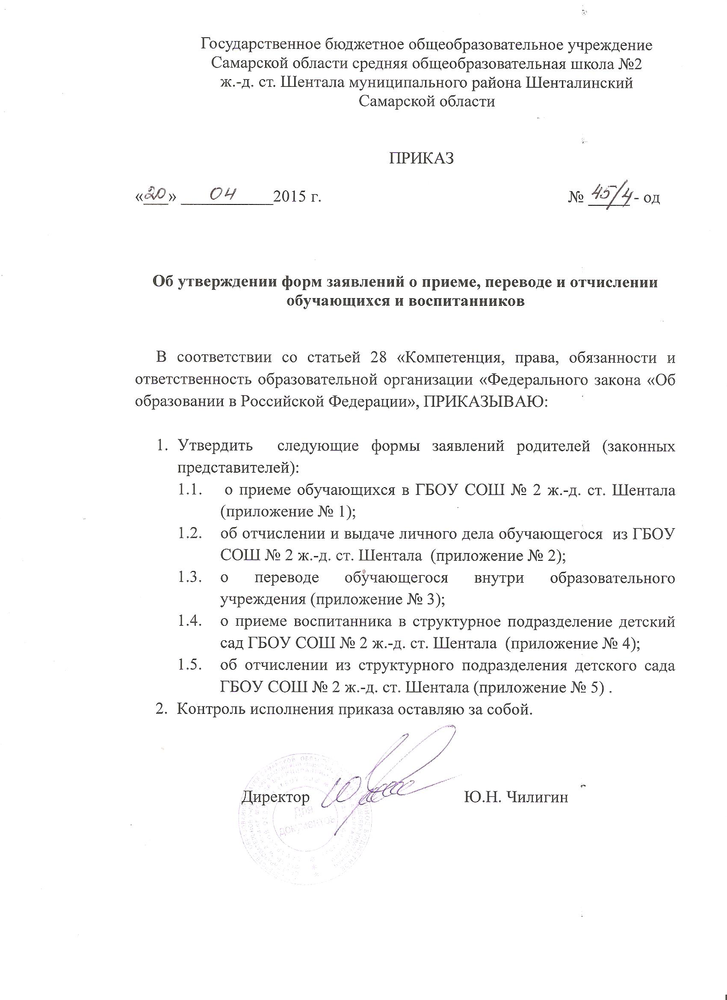 Государственное бюджетное общеобразовательное учреждение
Самарской области средняя общеобразовательная школа №2
ж.-д. ст. Шентала муниципального района Шенталинский
Самарской области
ПРИКАЗ
«20» 04 2015 г. № 45/4 - од
Об утверждении форм заявлений о приеме, переводе и отчислении
обучающихся и воспитанников
В соответствии со статьей 28 «Компетенция, права, обязанности и
ответственность образовательной организации «Федерального закона «Об
образовании в Российской Федерации», ПРИКАЗЫВАЮ:
1. Утвердить следующие формы заявлений родителей (законных
представителей):
1.1. о приеме обучающихся в ГБОУ СОШ № 2 ж.-д. ст. Шентала
(приложение № 1);
1.2. об отчислении и выдаче личного дела обучающегося из ГБОУ
СОШ № 2 ж.-д. ст. Шентала (приложение № 2);
1.3. о переводе обучающегося внутри образовательного
учреждения (приложение № 3);
1.4. о приеме воспитанника в структурное подразделение детский
сад ГБОУ СОШ № 2 ж.-д. ст. Шентала (приложение № 4);
1.5. об отчислении из структурного подразделения детского сада
ГБОУ СОШ № 2 ж.-д. ст. Шентала (приложение № 5) .
2. Контроль исполнения приказа оставляю за собой.
Директор Ю.Н. Чилигин
Для
документов